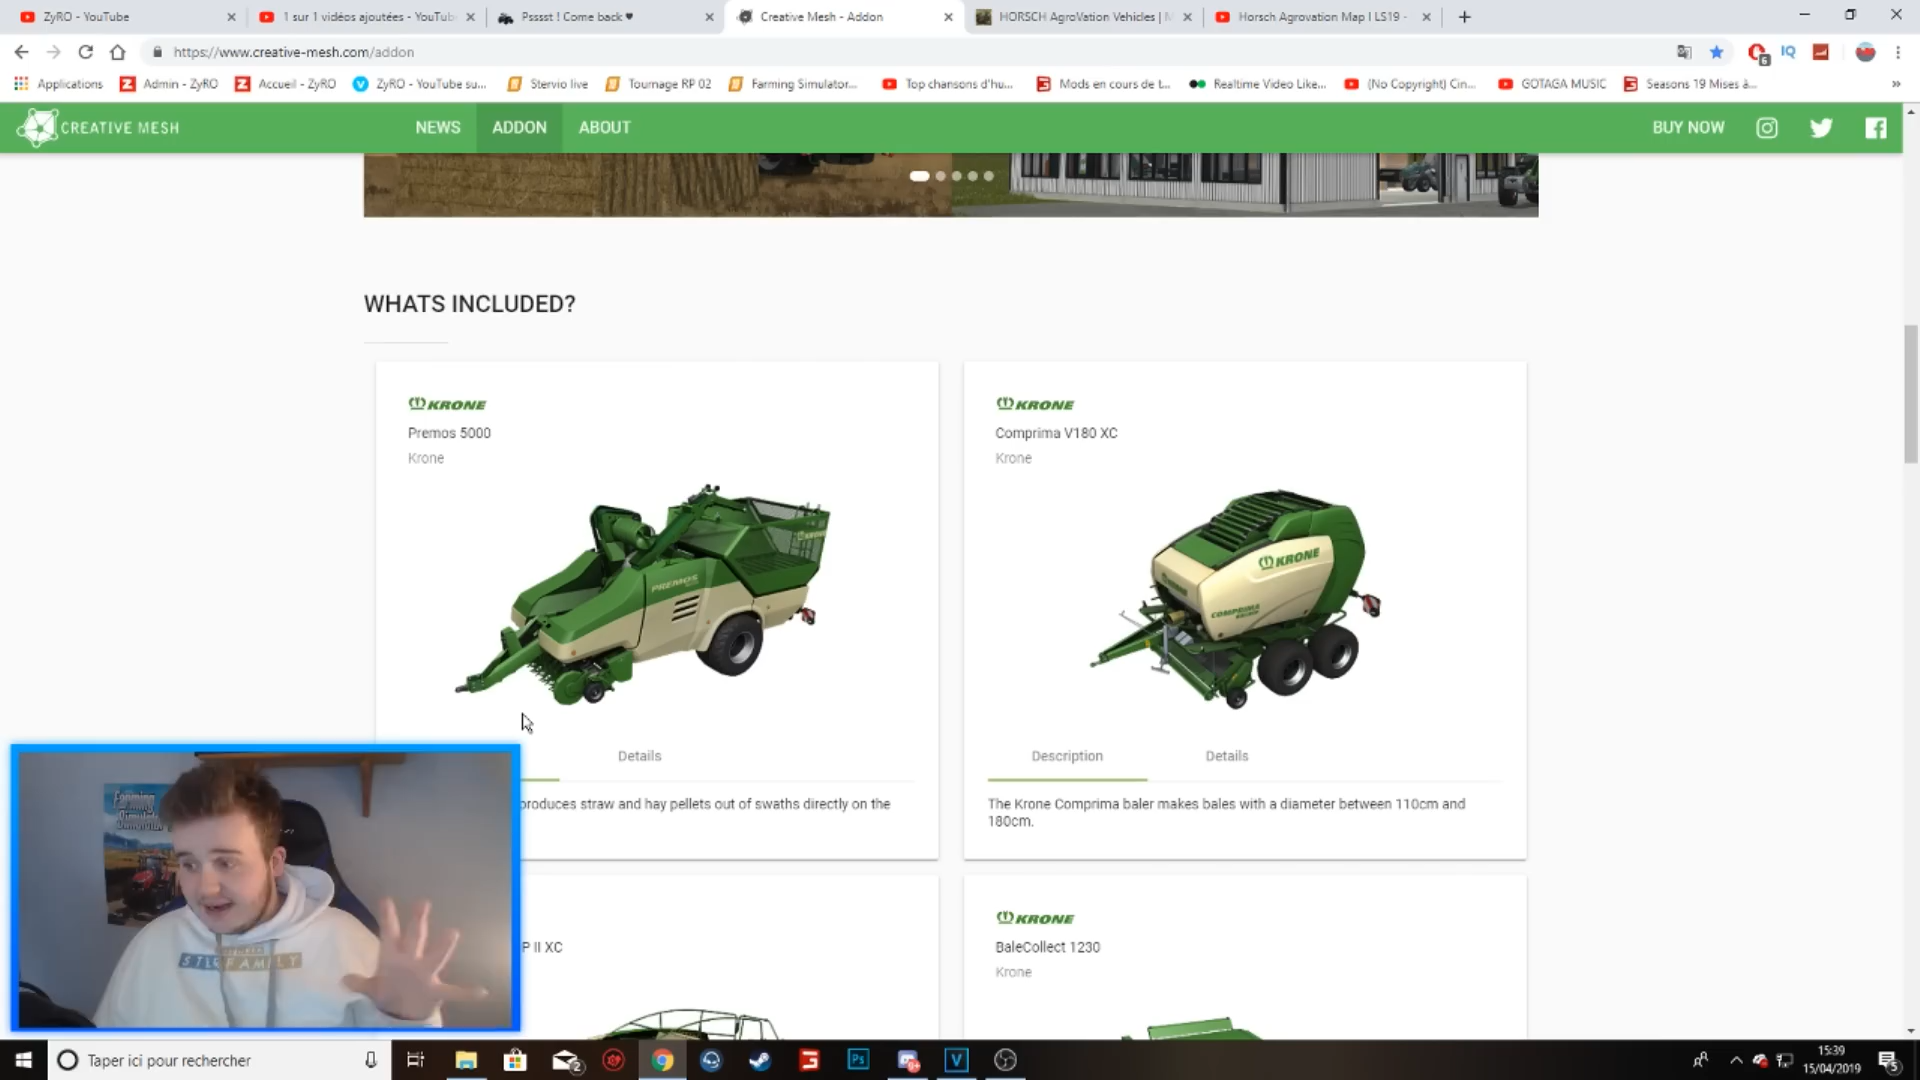 ZyRO - YouTube
1 sur 1 vidéos ajoutées - YouTub
Psssst ! Come back ♥
Creative Mesh - Addon
HORSCH AgroVation Vehicles | M
Horsch Agrovation Map I LS19 -
https://www.creative-mesh.com/addon
Applications
Admin - ZyRO
Accueil - ZyRO
ZyRO - YouTube su...
Stervio live
Tournage RP 02
Farming Simulator...
Top chansons d'hu...
Mods en cours de t...
Realtime Video Like...
(No Copyright) Cin...
GOTAGA MUSIC
Seasons 19 Mises à...
CREATIVE MESH
NEWS
ADDON
ABOUT
BUY NOW
WHATS INCLUDED?
KRONE
Premos 5000
Krone
KRONE
PREMOS
Details
roduces straw and hay pellets out of swaths directly on the
KRONE
Comprima V180 XC
Krone
KRONE
COMPRIMA
Description
Details
The Krone Comprima baler makes bales with a diameter between 110cm and
180cm.
P II XC
KRONE
BaleCollect 1230
Krone
Farming
FAMILY
Taper ici pour rechercher
15:39
15/04/2019